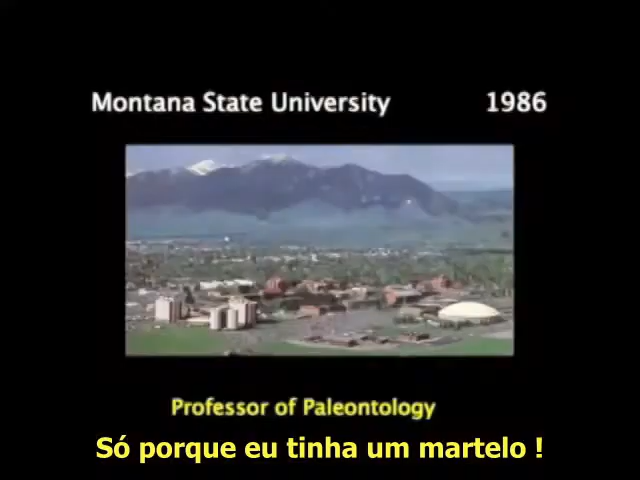 Montana State University 1986
Professor of Paleontology
Só porque eu tinha um martelo !